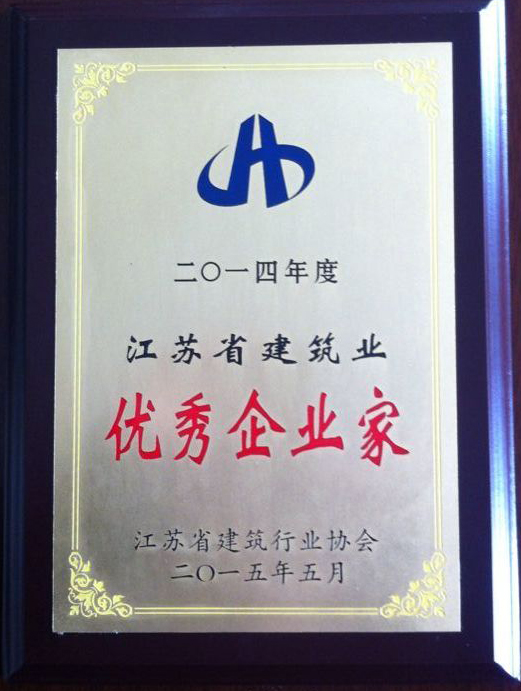 二〇一四年度
江苏省建筑业
优秀企业家
江苏省建筑行业协会
二〇一五年五月